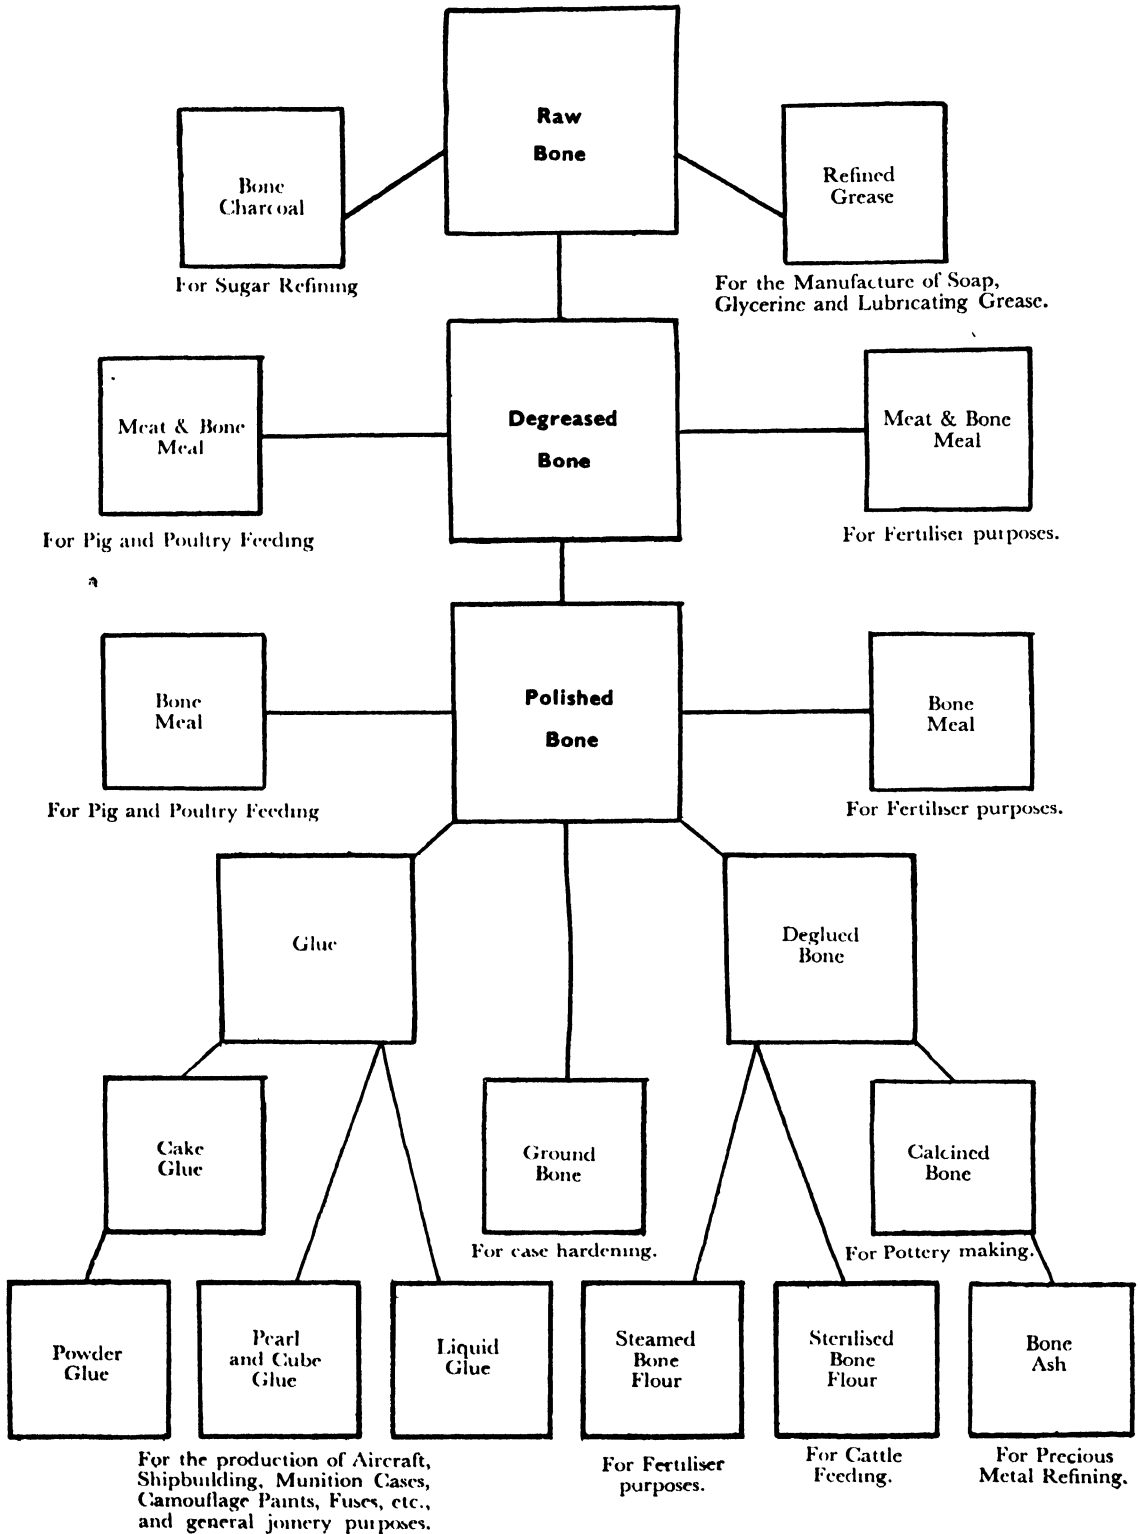 Raw
Bone
Bone
Charcoal
For Sugar Refining
Refined
Grease
For the Manufacture of Soap,
Glycerine and Lubricating Grease.
Degreased
Bone
Meat & Bone
Meal
For Pig and Poultry Feeding
Meat & Bone
Meal
For Fertiliser purposes.
Polished
Bone
Bone
Meal
For Pig and Poultry Feeding
Bone
Meal
For Fertiliser purposes.
Glue
Deglued
Bone
Cake
Glue
Ground
Bone
For case hardening.
Calcined
Bone
For Pottery making.
Powder
Glue
Pearl
and Cube
Glue
Liquid
Glue
For the production of Aircraft,
Shipbuilding, Munition Cases,
Camouflage Paints, Fuses, etc.,
and general joinery purposes.
Steamed
Bone
Flour
For Fertiliser
purposes.
Sterilised
Bone
Flour
For Cattle
Feeding.
Bone
Ash
For Precious
Metal Refining.